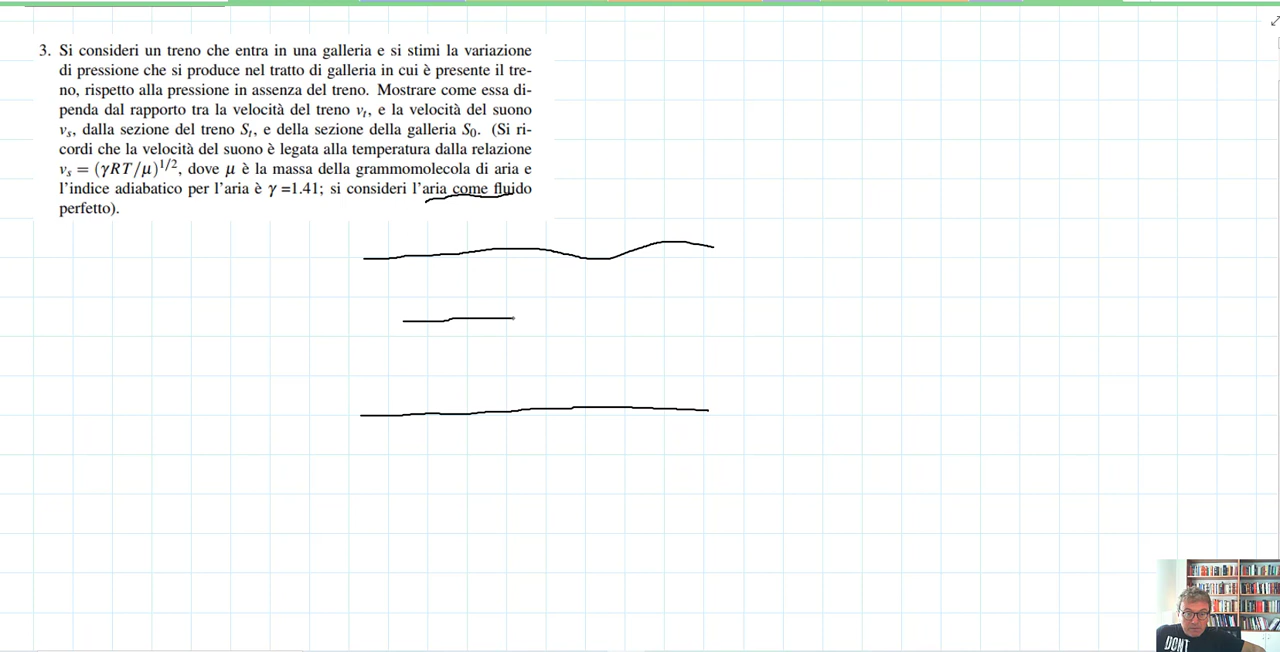 3. Si consideri un treno che entra in una galleria e si stimi la variazione
di pressione che si produce nel tratto di galleria in cui è presente il tre-
no, rispetto alla pressione in assenza del treno. Mostrare come essa di-
penda dal rapporto tra la velocità del treno vₜ, e la velocità del suono
vₛ, dalla sezione del treno Sₜ, e della sezione della galleria S₀. (Si ri-
cordi che la velocità del suono è legata alla temperatura dalla relazione
vₛ = (γRT/μ)^1/2, dove μ è la massa della grammomolecola di aria e
l'indice adiabatico per l'aria è γ =1.41; si consideri l'aria come fluido
perfetto).
DONT